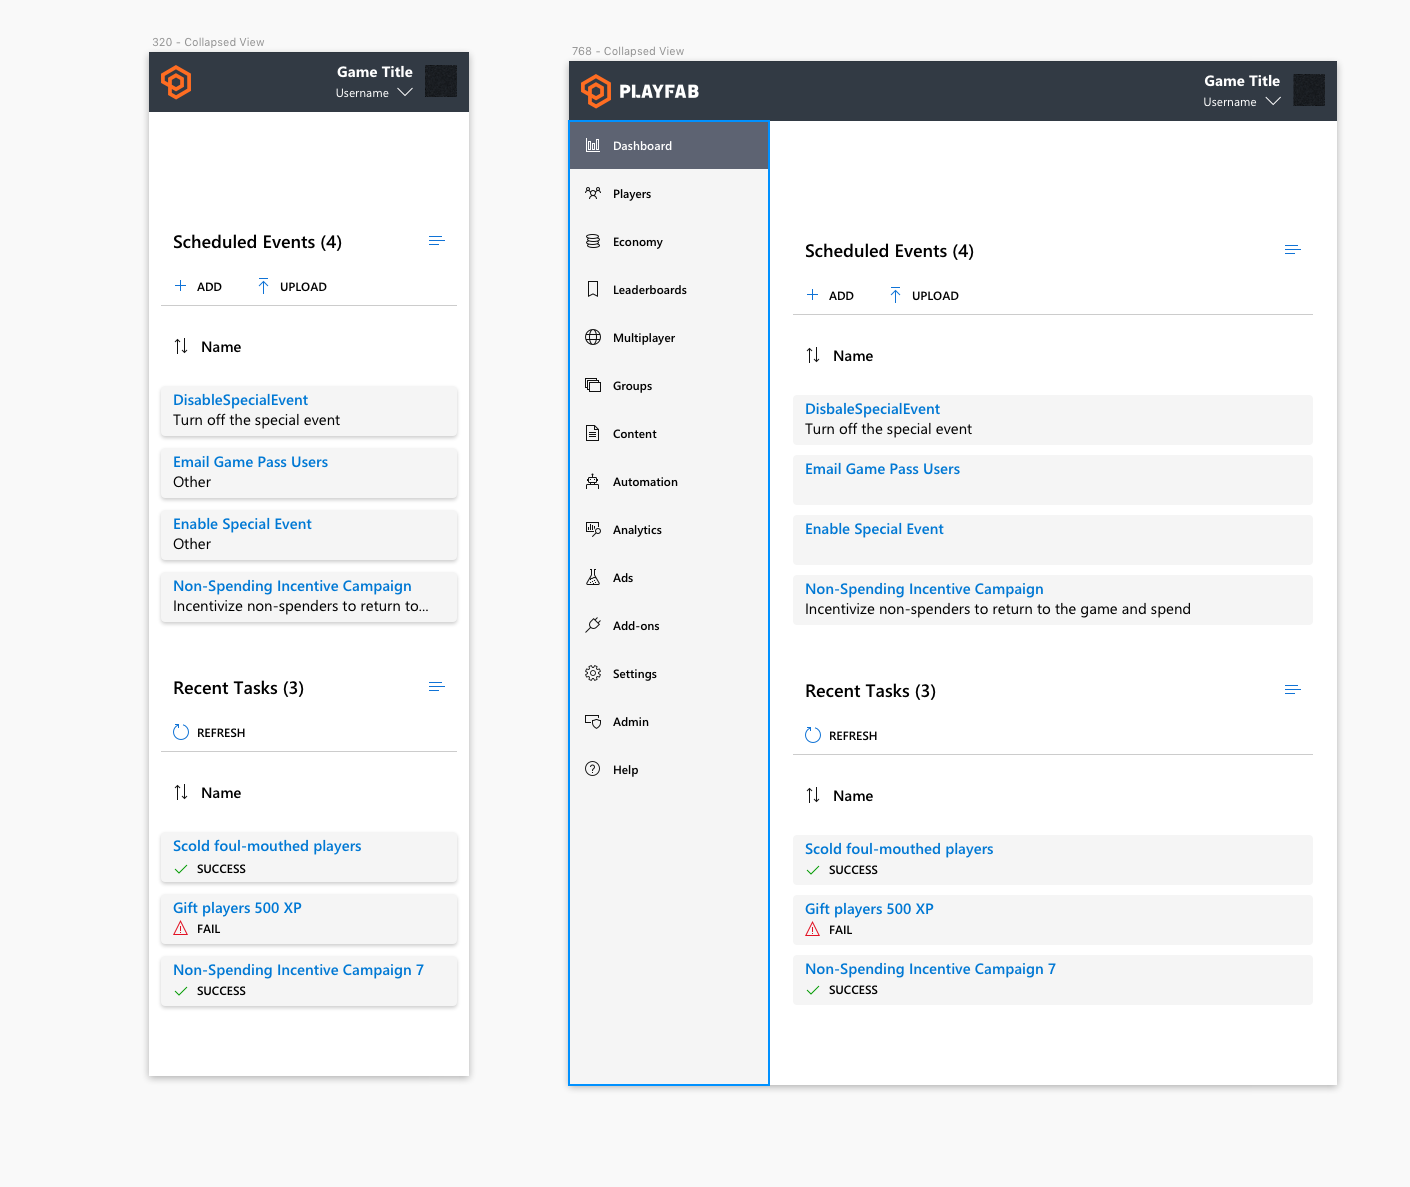 320 - Collapsed View
Game Title
Username
Scheduled Events (4)
ADD UPLOAD
Name
DisableSpecialEvent
Turn off the special event
Email Game Pass Users
Other
Enable Special Event
Other
Non-Spending Incentive Campaign
Incentivize non-spenders to return to...
Recent Tasks (3)
REFRESH
Name
Scold foul-mouthed players
SUCCESS
Gift players 500 XP
FAIL
Non-Spending Incentive Campaign 7
SUCCESS
768 - Collapsed View
PLAYFAB
Game Title
Username
Dashboard
Players
Economy
Leaderboards
Multiplayer
Groups
Content
Automation
Analytics
Ads
Add-ons
Settings
Admin
Help
Scheduled Events (4)
ADD UPLOAD
Name
DisbaleSpecialEvent
Turn off the special event
Email Game Pass Users
Enable Special Event
Non-Spending Incentive Campaign
Incentivize non-spenders to return to the game and spend
Recent Tasks (3)
REFRESH
Name
Scold foul-mouthed players
SUCCESS
Gift players 500 XP
FAIL
Non-Spending Incentive Campaign 7
SUCCESS